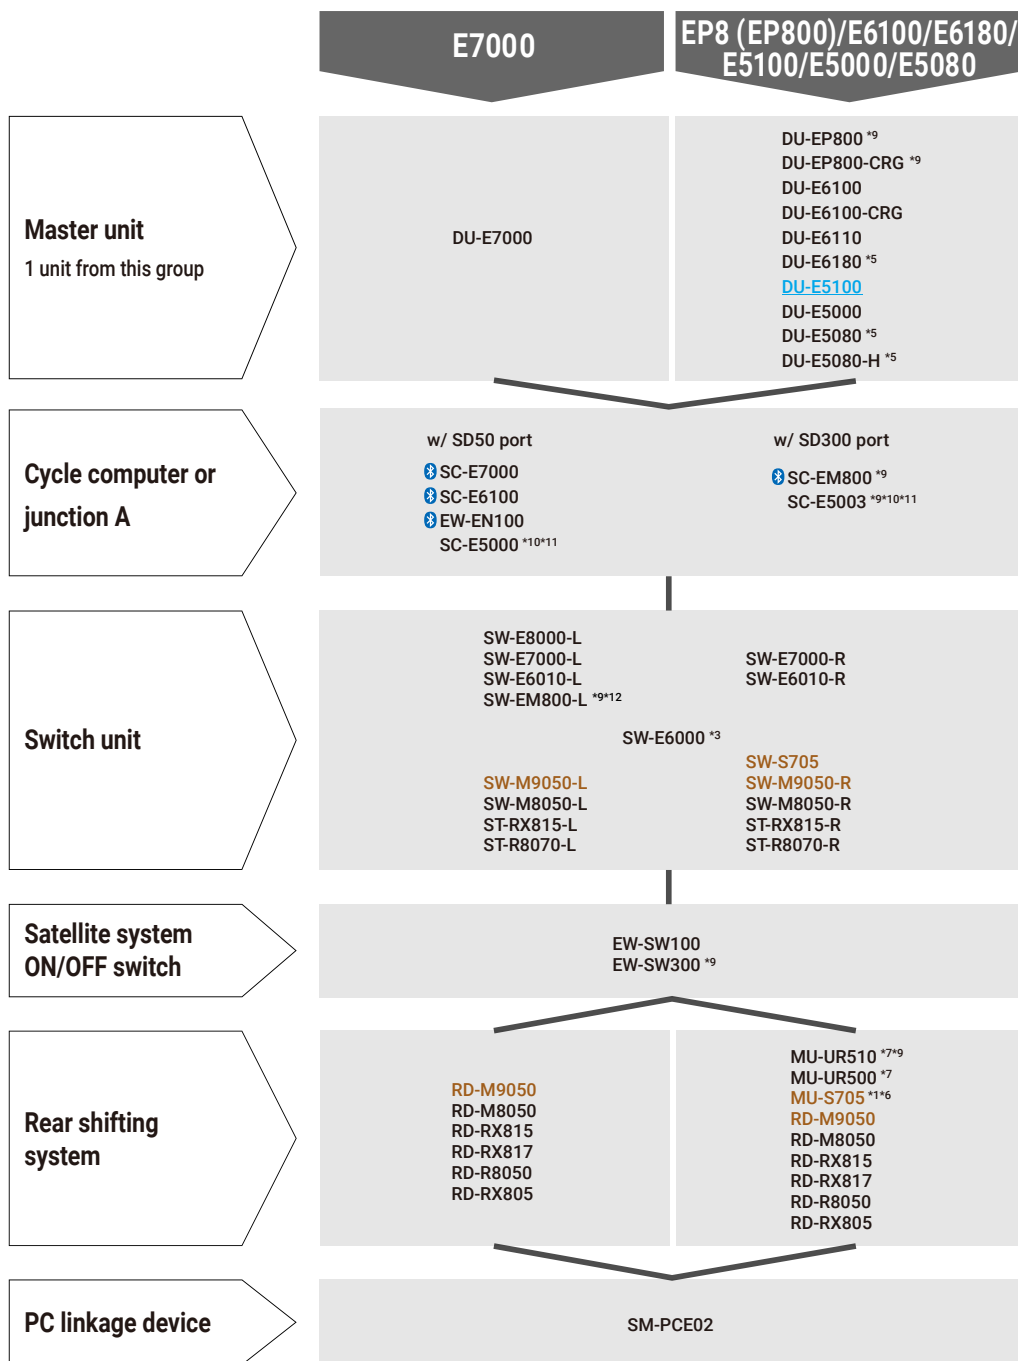 E7000
EP8 (EP800)/E6100/E6180/
E5100/E5000/E5080
Master unit
1 unit from this group
DU-E7000
DU-EP800 *9
DU-EP800-CRG *9
DU-E6100
DU-E6100-CRG
DU-E6110
DU-E6180 *5
DU-E5100
DU-E5000
DU-E5080 *5
DU-E5080-H *5
Cycle computer or
junction A
w/ SD50 port
SC-E7000
SC-E6100
EW-EN100
SC-E5000 *10*11
w/ SD300 port
SC-EM800 *9
SC-E5003 *9*10*11
Switch unit
SW-E8000-L
SW-E7000-L
SW-E6010-L
SW-EM800-L *9*12
SW-E7000-R
SW-E6010-R
SW-E6000 *3
SW-M9050-L
SW-M8050-L
ST-RX815-L
ST-R8070-L
SW-S705
SW-M9050-R
SW-M8050-R
ST-RX815-R
ST-R8070-R
Satellite system
ON/OFF switch
EW-SW100
EW-SW300 *9
Rear shifting
system
RD-M9050
RD-M8050
RD-RX815
RD-RX817
RD-R8050
RD-RX805
MU-UR510 *7*9
MU-UR500 *7
MU-S705 *1*6
RD-M9050
RD-M8050
RD-RX815
RD-RX817
RD-R8050
RD-RX805
PC linkage device
SM-PCE02